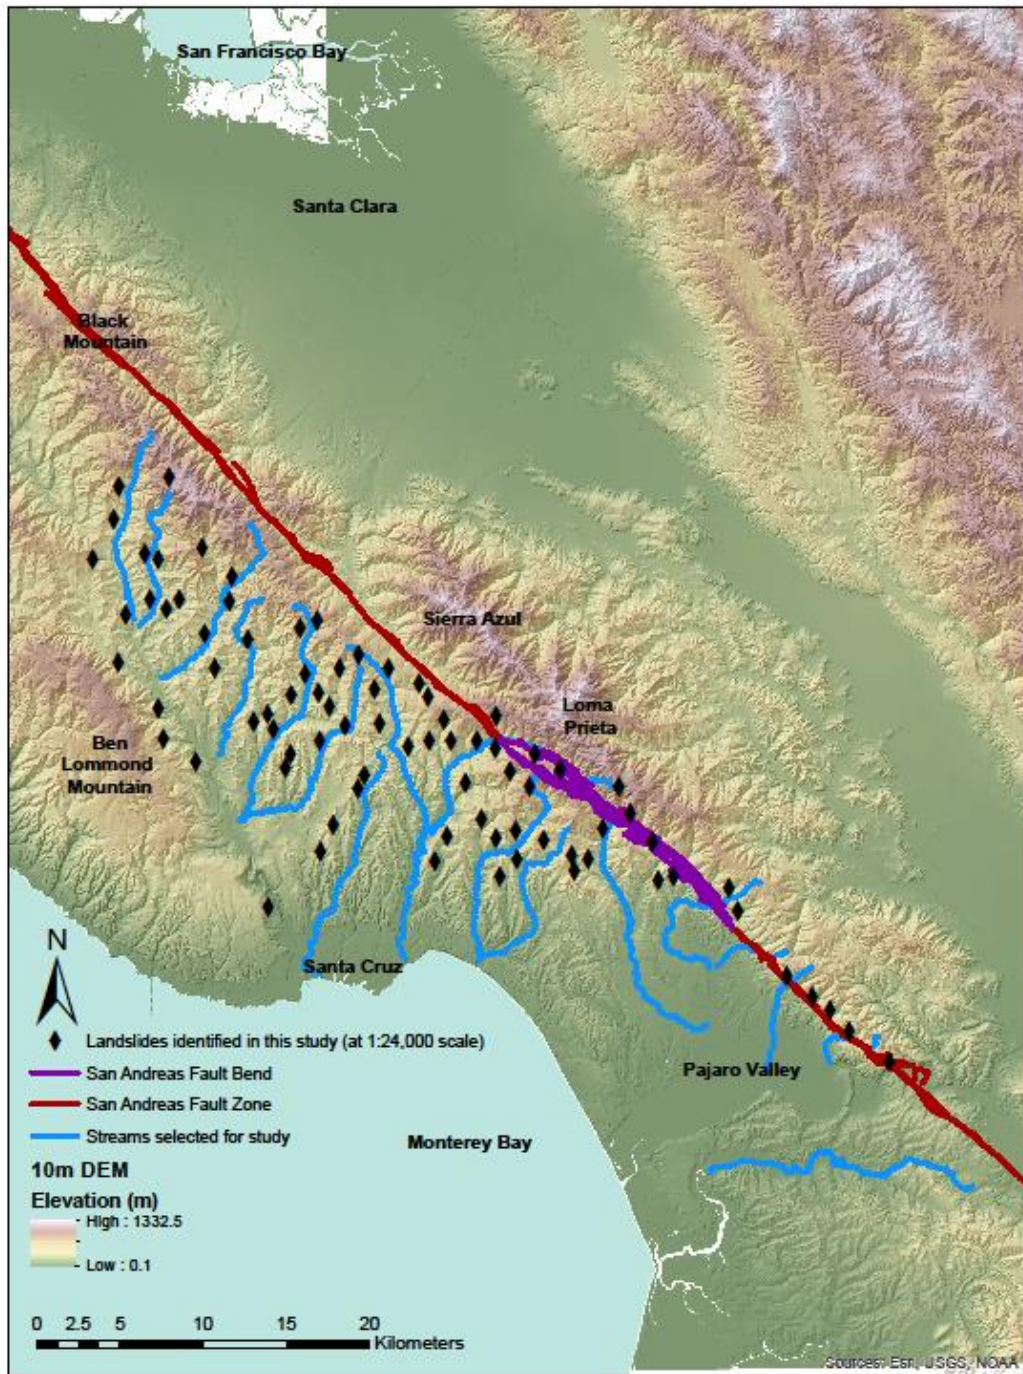 San Francisco Bay
Santa Clara
Black
Mountain
Sierra Azul
Loma
Prieta
Ben
Lommond
Mountain
N
Santa Cruz
Landslides identified in this study (at 1:24,000 scale)
San Andreas Fault Bend
Pajaro Valley
San Andreas Fault Zone
Streams selected for study
Monterey Bay
10m DEM
Elevation (m)
High : 1332.5
Low : 0.1
0 2.5 5 10 15 20
Kilometers
Sources: Esri, USGS, NOAA